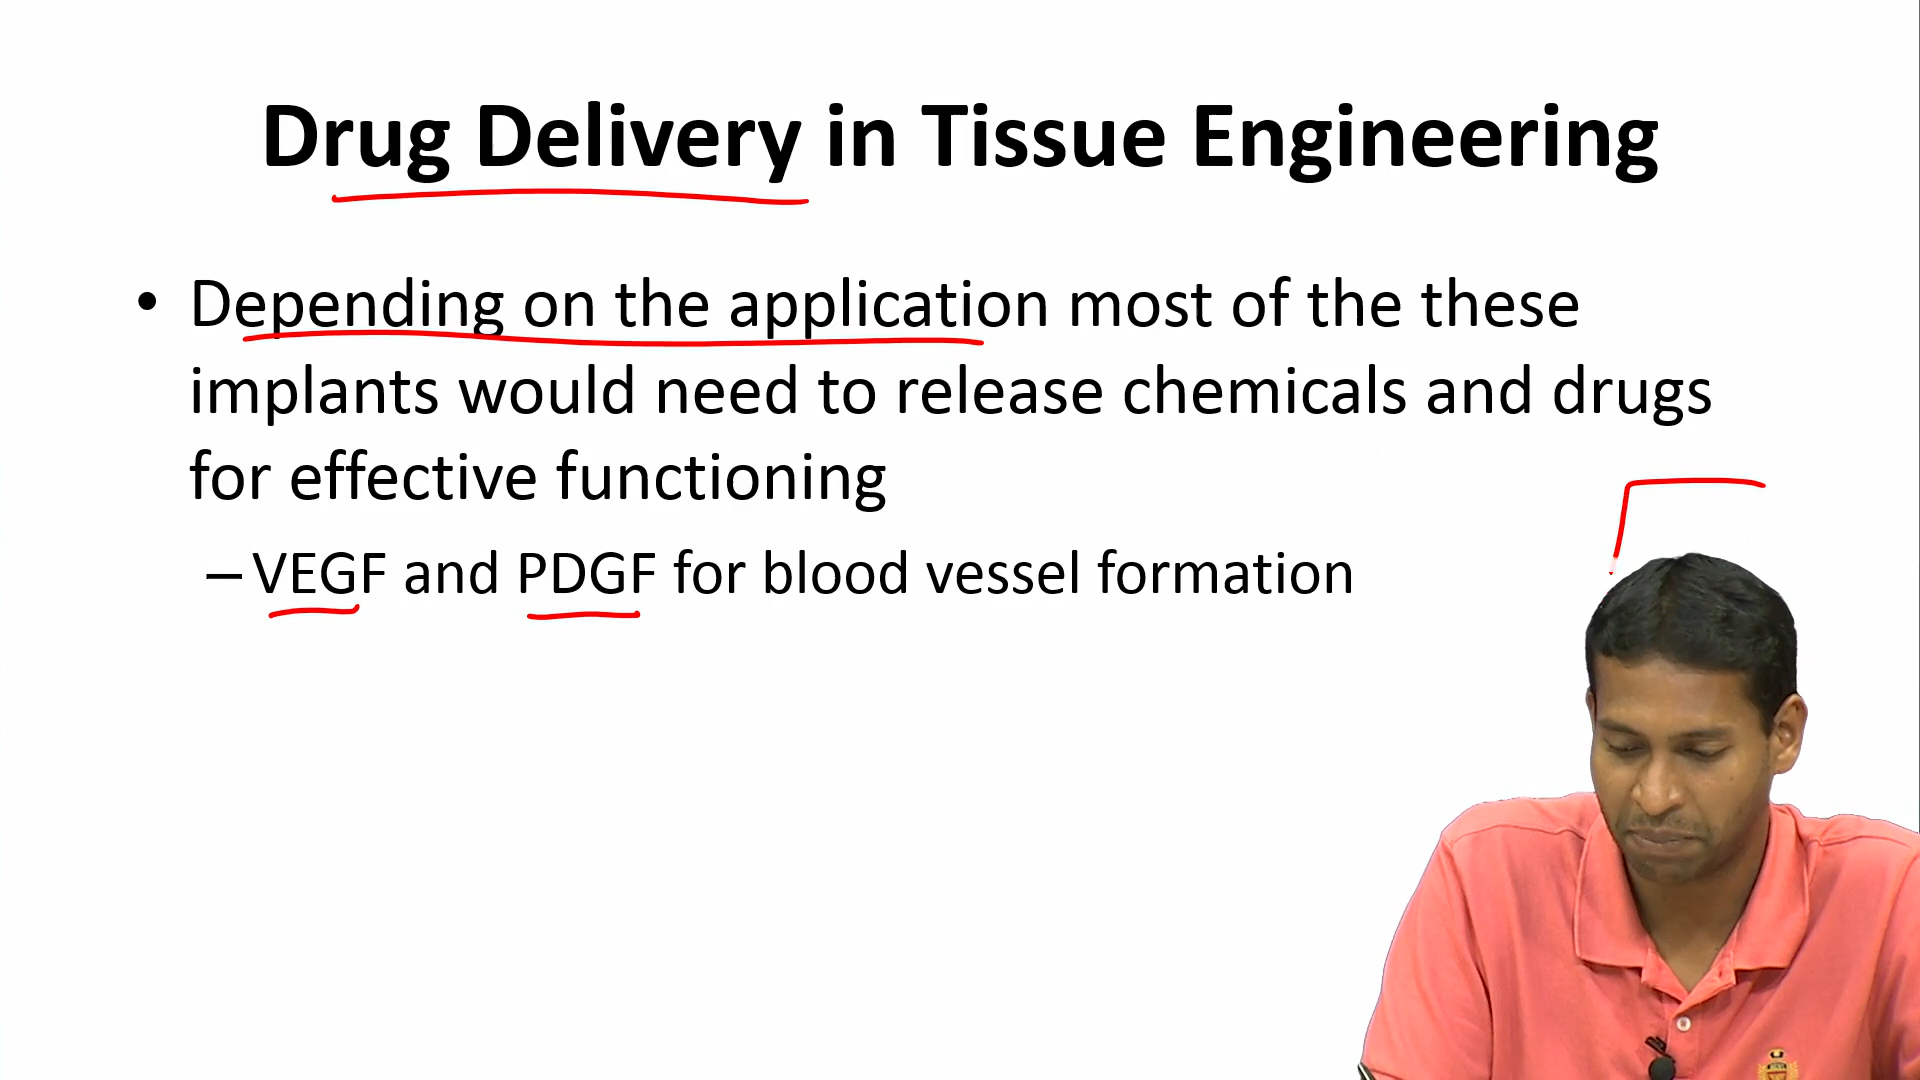 Drug Delivery in Tissue Engineering
• Depending on the application most of the these
implants would need to release chemicals and drugs
for effective functioning
– VEGF and PDGF for blood vessel formation